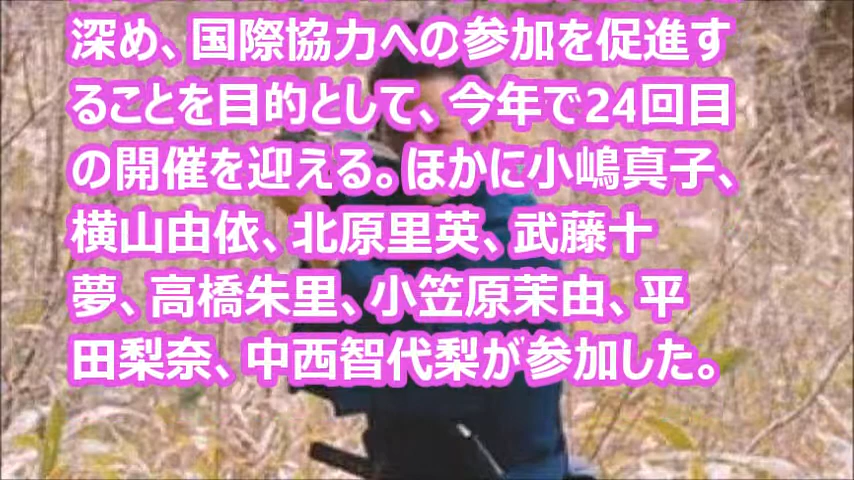 深め、国際協力への参加を促進す
ることを目的として、今年で24回目
の開催を迎える。ほかに小嶋真子、
横山由依、北原里英、武藤十
夢、高橋朱里、小笠原茉由、平
田梨奈、中西智代梨が参加した。